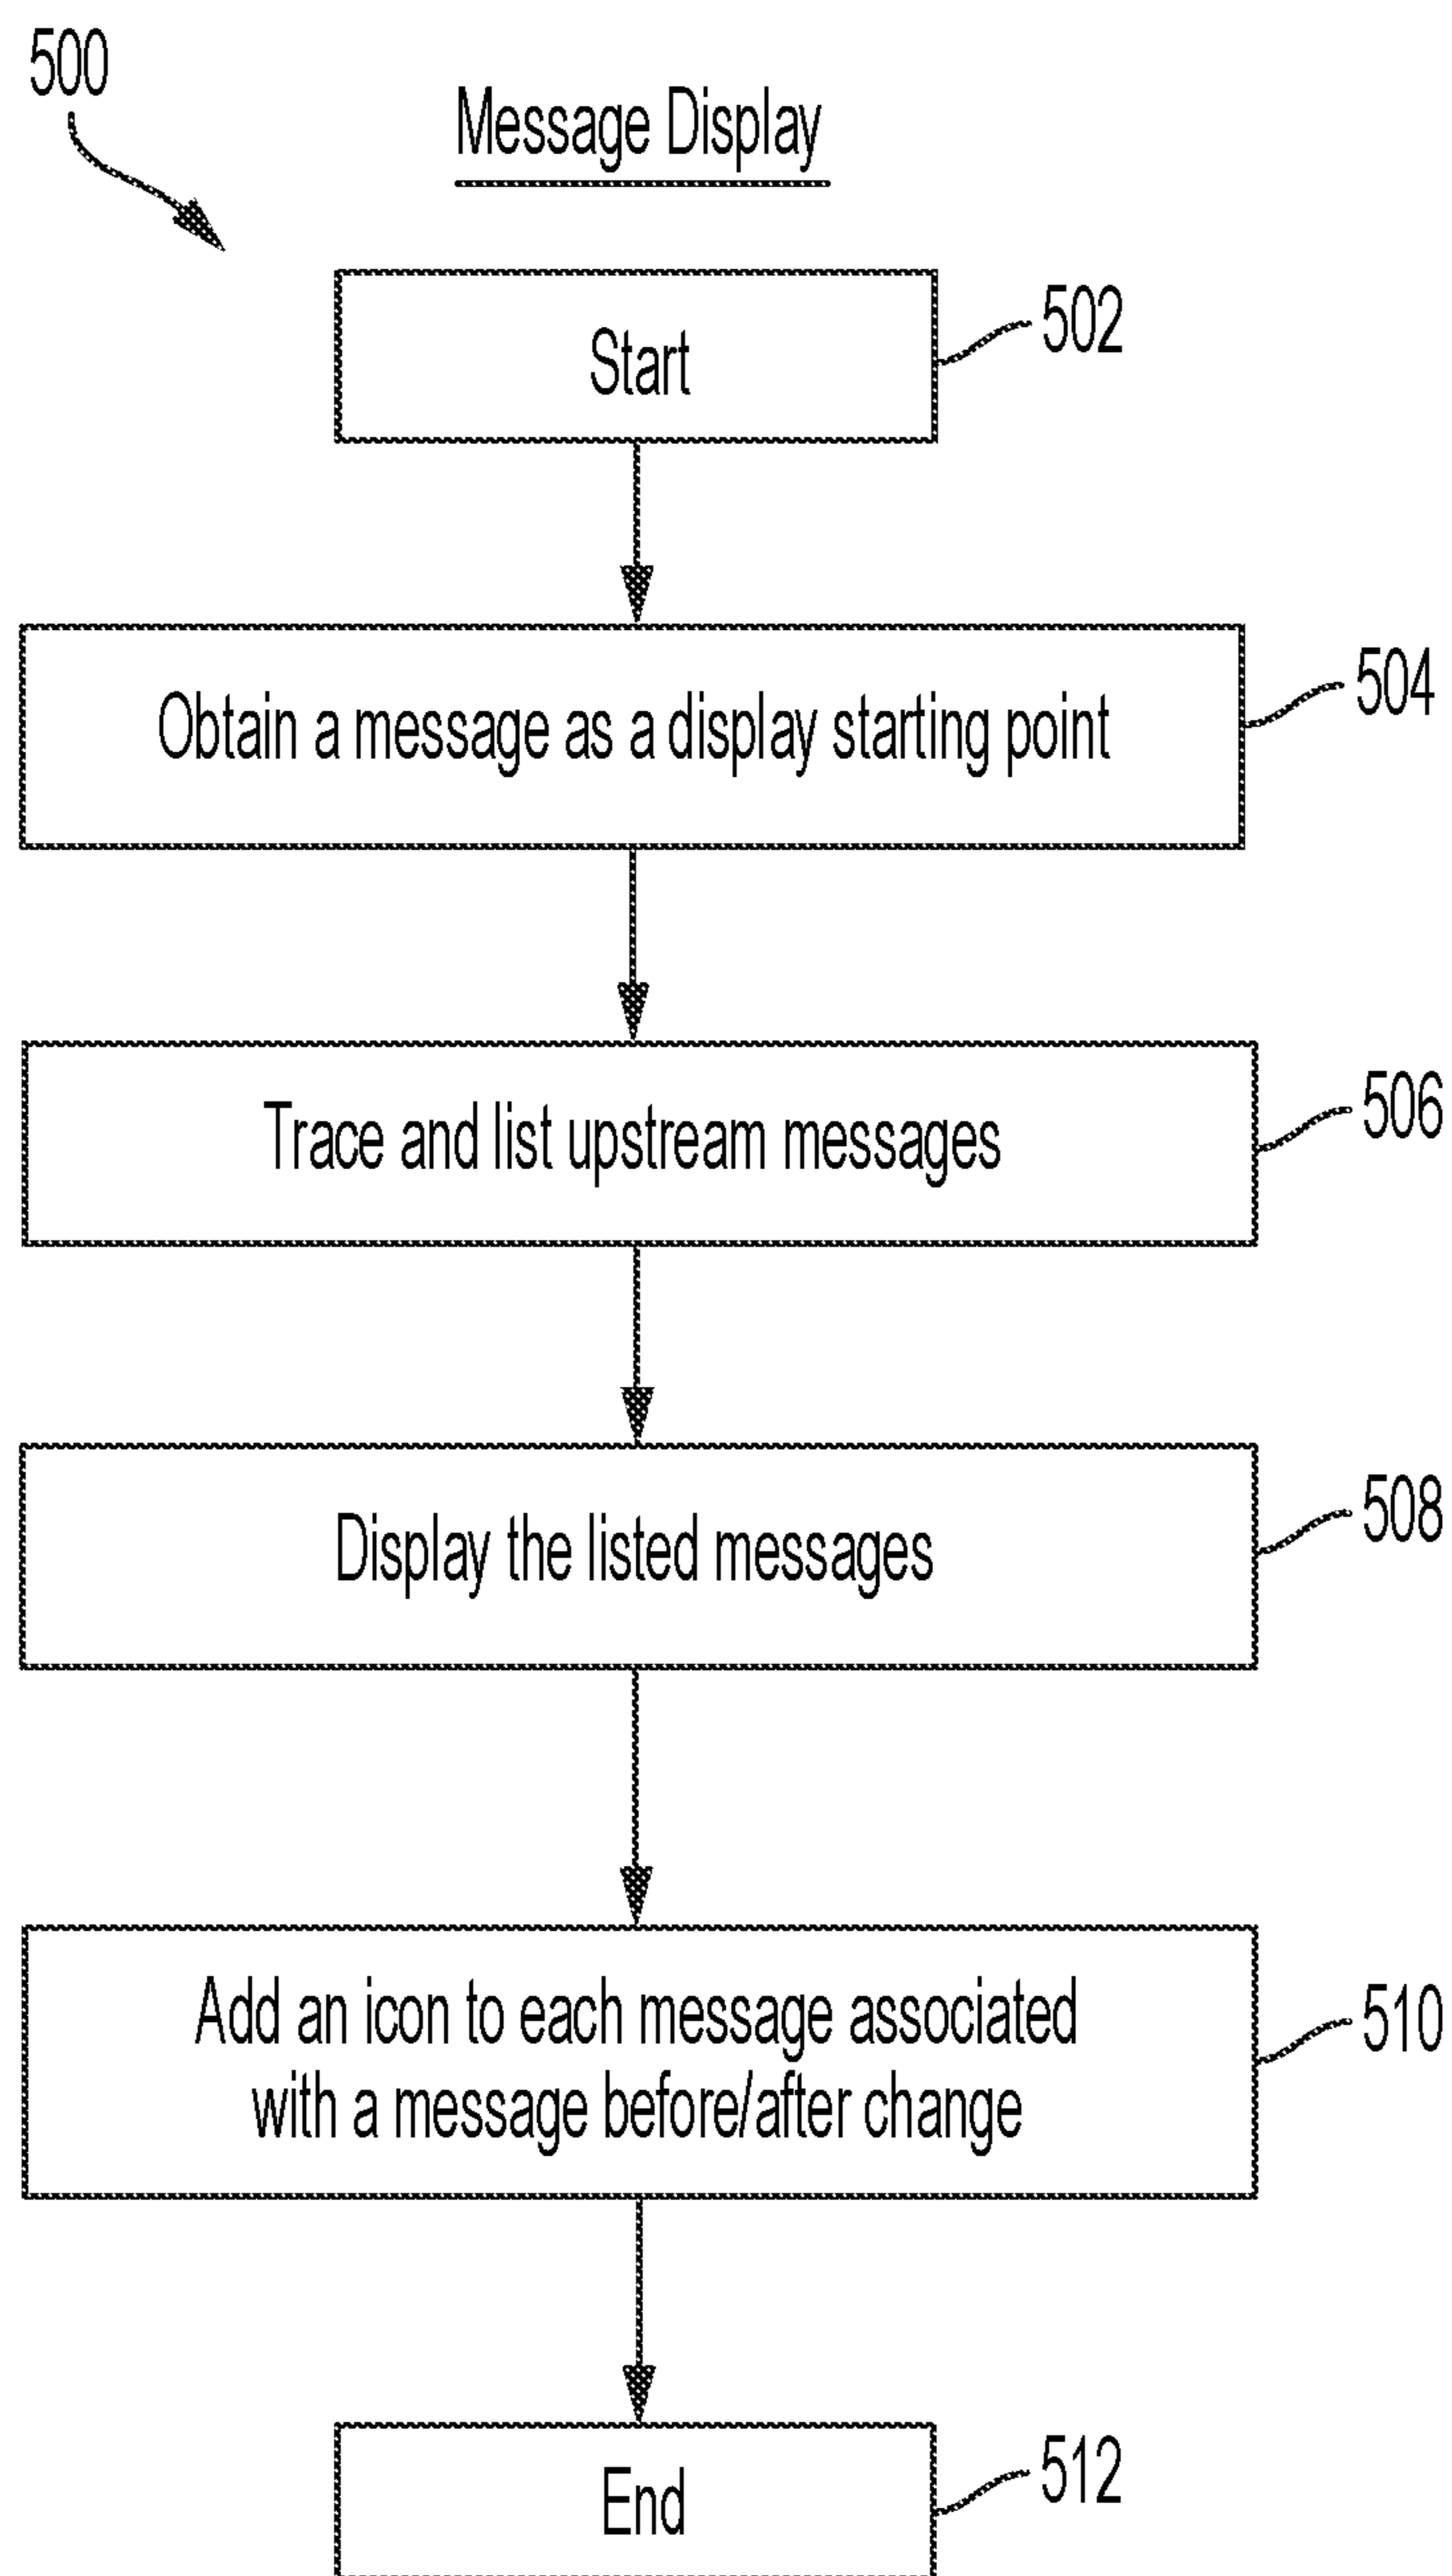 500
Message Display
Start
502
Obtain a message as a display starting point
504
Trace and list upstream messages
506
Display the listed messages
508
Add an icon to each message associated
with a message before/after change
510
End
512